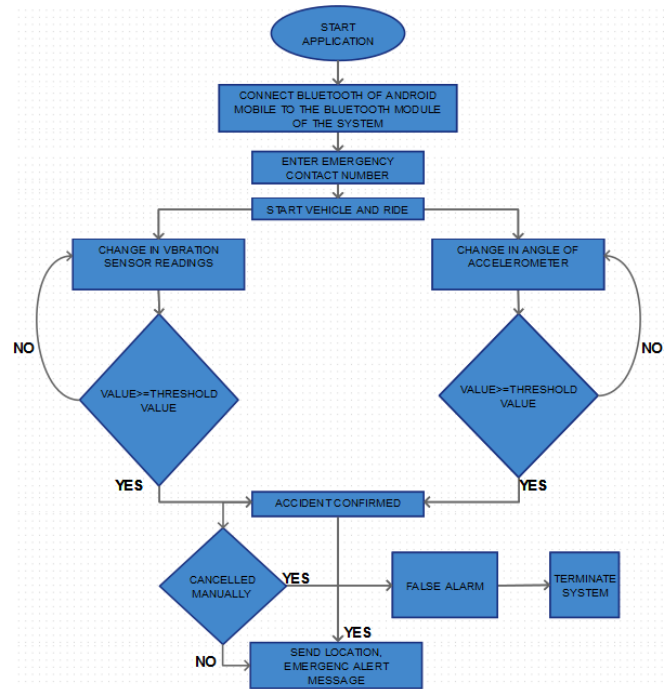 START
APPLICATION
CONNECT BLUETOOTH OF ANDROID
MOBILE TO THE BLUETOOTH MODULE
OF THE SYSTEM
ENTER EMERGENCY
CONTACT NUMBER
START VEHICLE AND RIDE
CHANGE IN VBRATION
SENSOR READINGS
CHANGE IN ANGLE OF
ACCELEROMETER
NO
NO
VALUE>=THRESHOLD
VALUE
VALUE>=THRESHOLD
VALUE
YES
YES
ACCIDENT CONFIRMED
CANCELLED
MANUALLY
YES
FALSE ALARM
TERMINATE
SYSTEM
YES
NO
SEND LOCATION,
EMERGENC ALERT
MESSAGE